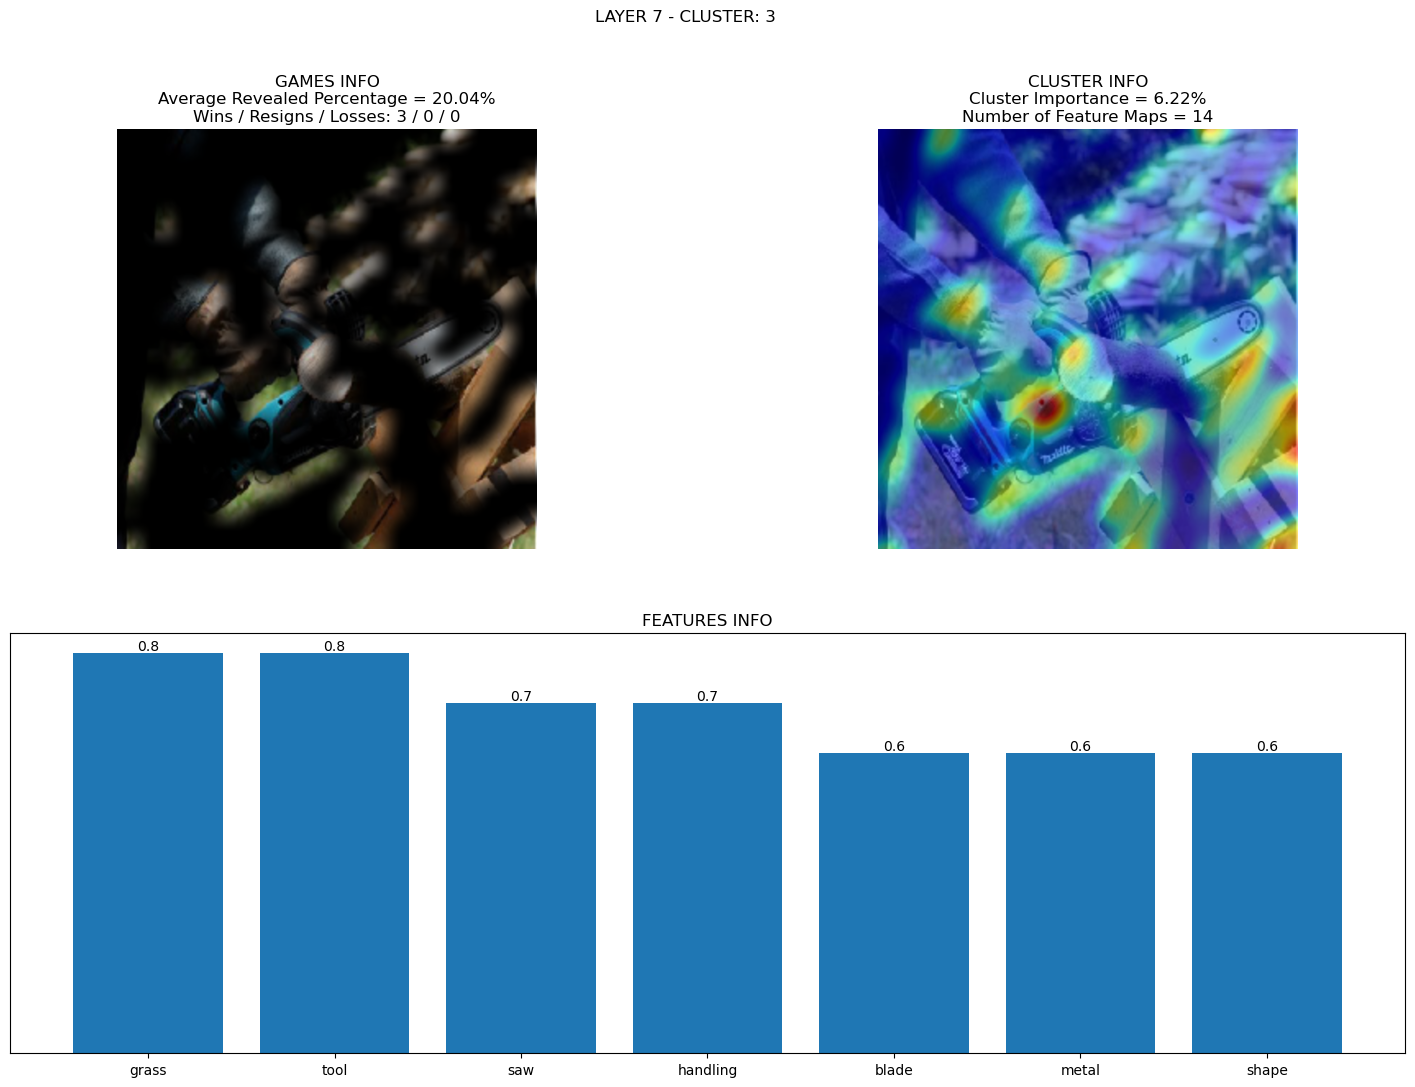 LAYER 7 - CLUSTER: 3
GAMES INFO
Average Revealed Percentage = 20.04%
Wins / Resigns / Losses: 3 / 0 / 0
CLUSTER INFO
Cluster Importance = 6.22%
Number of Feature Maps = 14
FEATURES INFO
0.8
0.8
0.7
0.7
0.6
0.6
0.6
grass
tool
saw
handling
blade
metal
shape